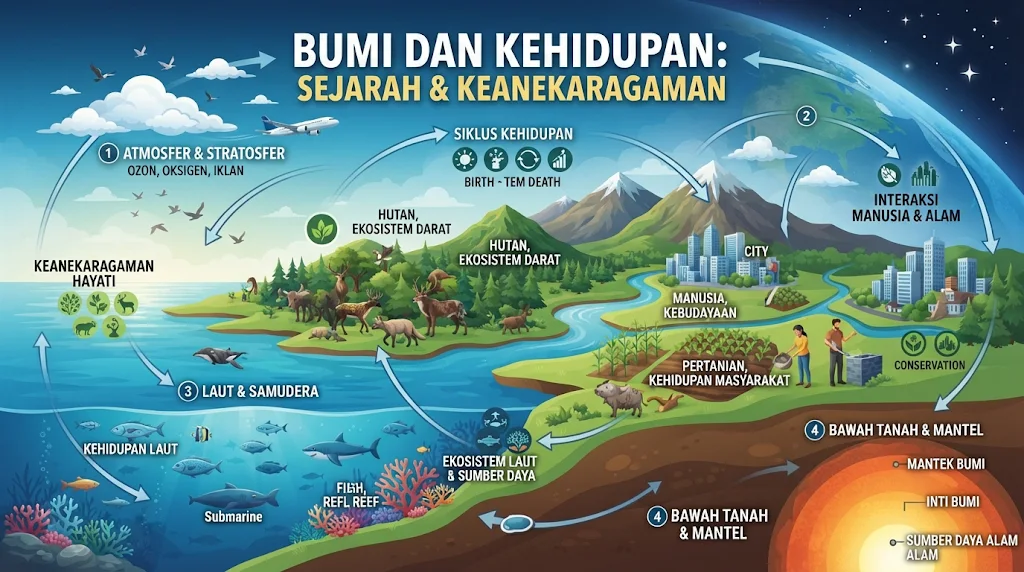 BUMI DAN KEHIDUPAN:
SEJARAH & KEANEKARAGAMAN
1 ATMOSFER & STRATOSFER
OZON, OKSIGEN, IKLAN
SIKLUS KEHIDUPAN
BIRTH - TEM DEATH
2
INTERAKSI
MANUSIA & ALAM
HUTAN,
EKOSISTEM DARAT
HUTAN,
EKOSISTEM DARAT
CITY
KEANEKARAGAMAN
HAYATI
MANUSIA,
KEBUDAYAAN
PERTANIAN,
KEHIDUPAN MASYARAKAT
CONSERVATION
3 LAUT & SAMUDERA
4 BAWAH TANAH & MANTEL
KEHIDUPAN LAUT
EKOSISTEM LAUT
& SUMBER DAYA
MANTEK BUMI
Submarine
REEF
INTI BUMI
4 BAWAH TANAH
& MANTEL
SUMBER DAYA ALAM
ALAM